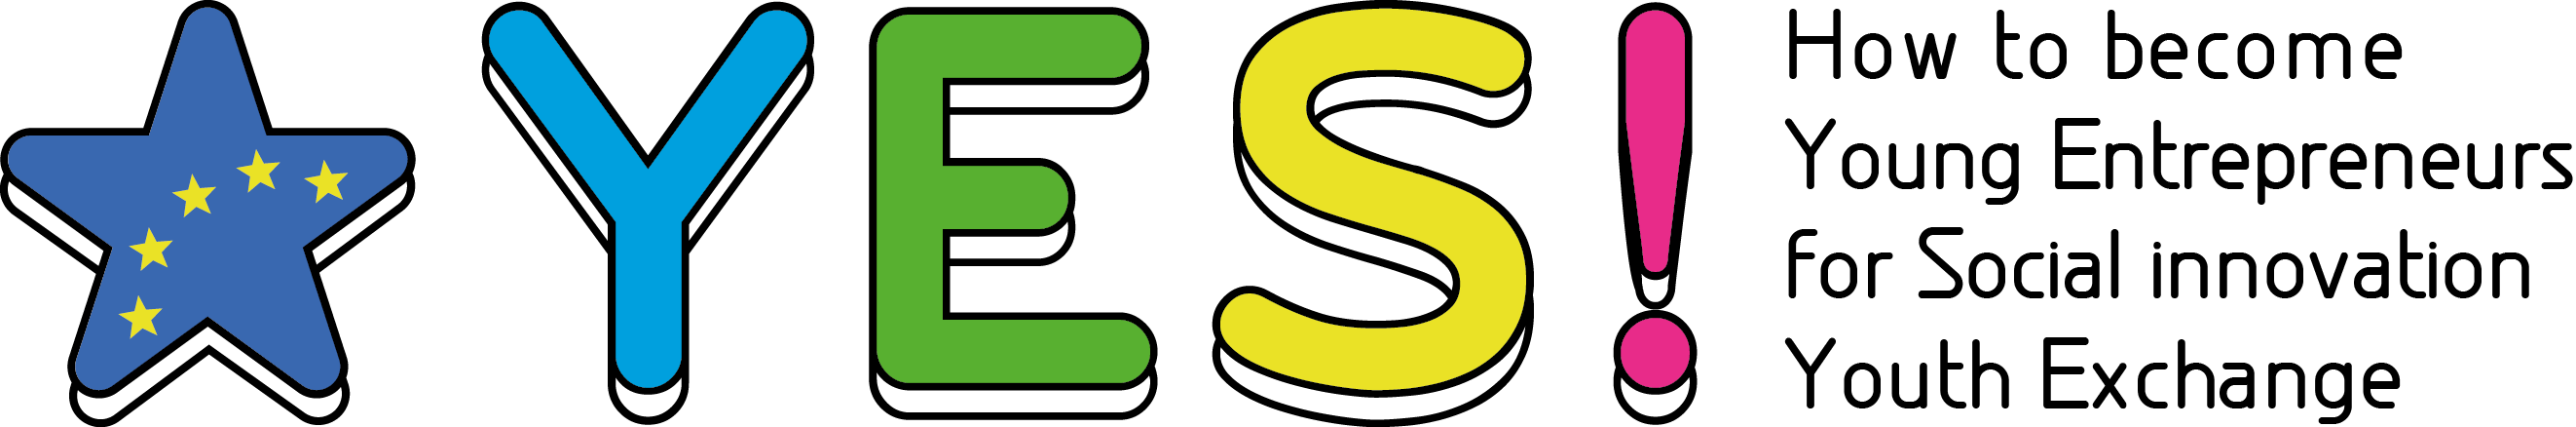 YES!
How to become
Young Entrepreneurs
for Social innovation
Youth Exchange